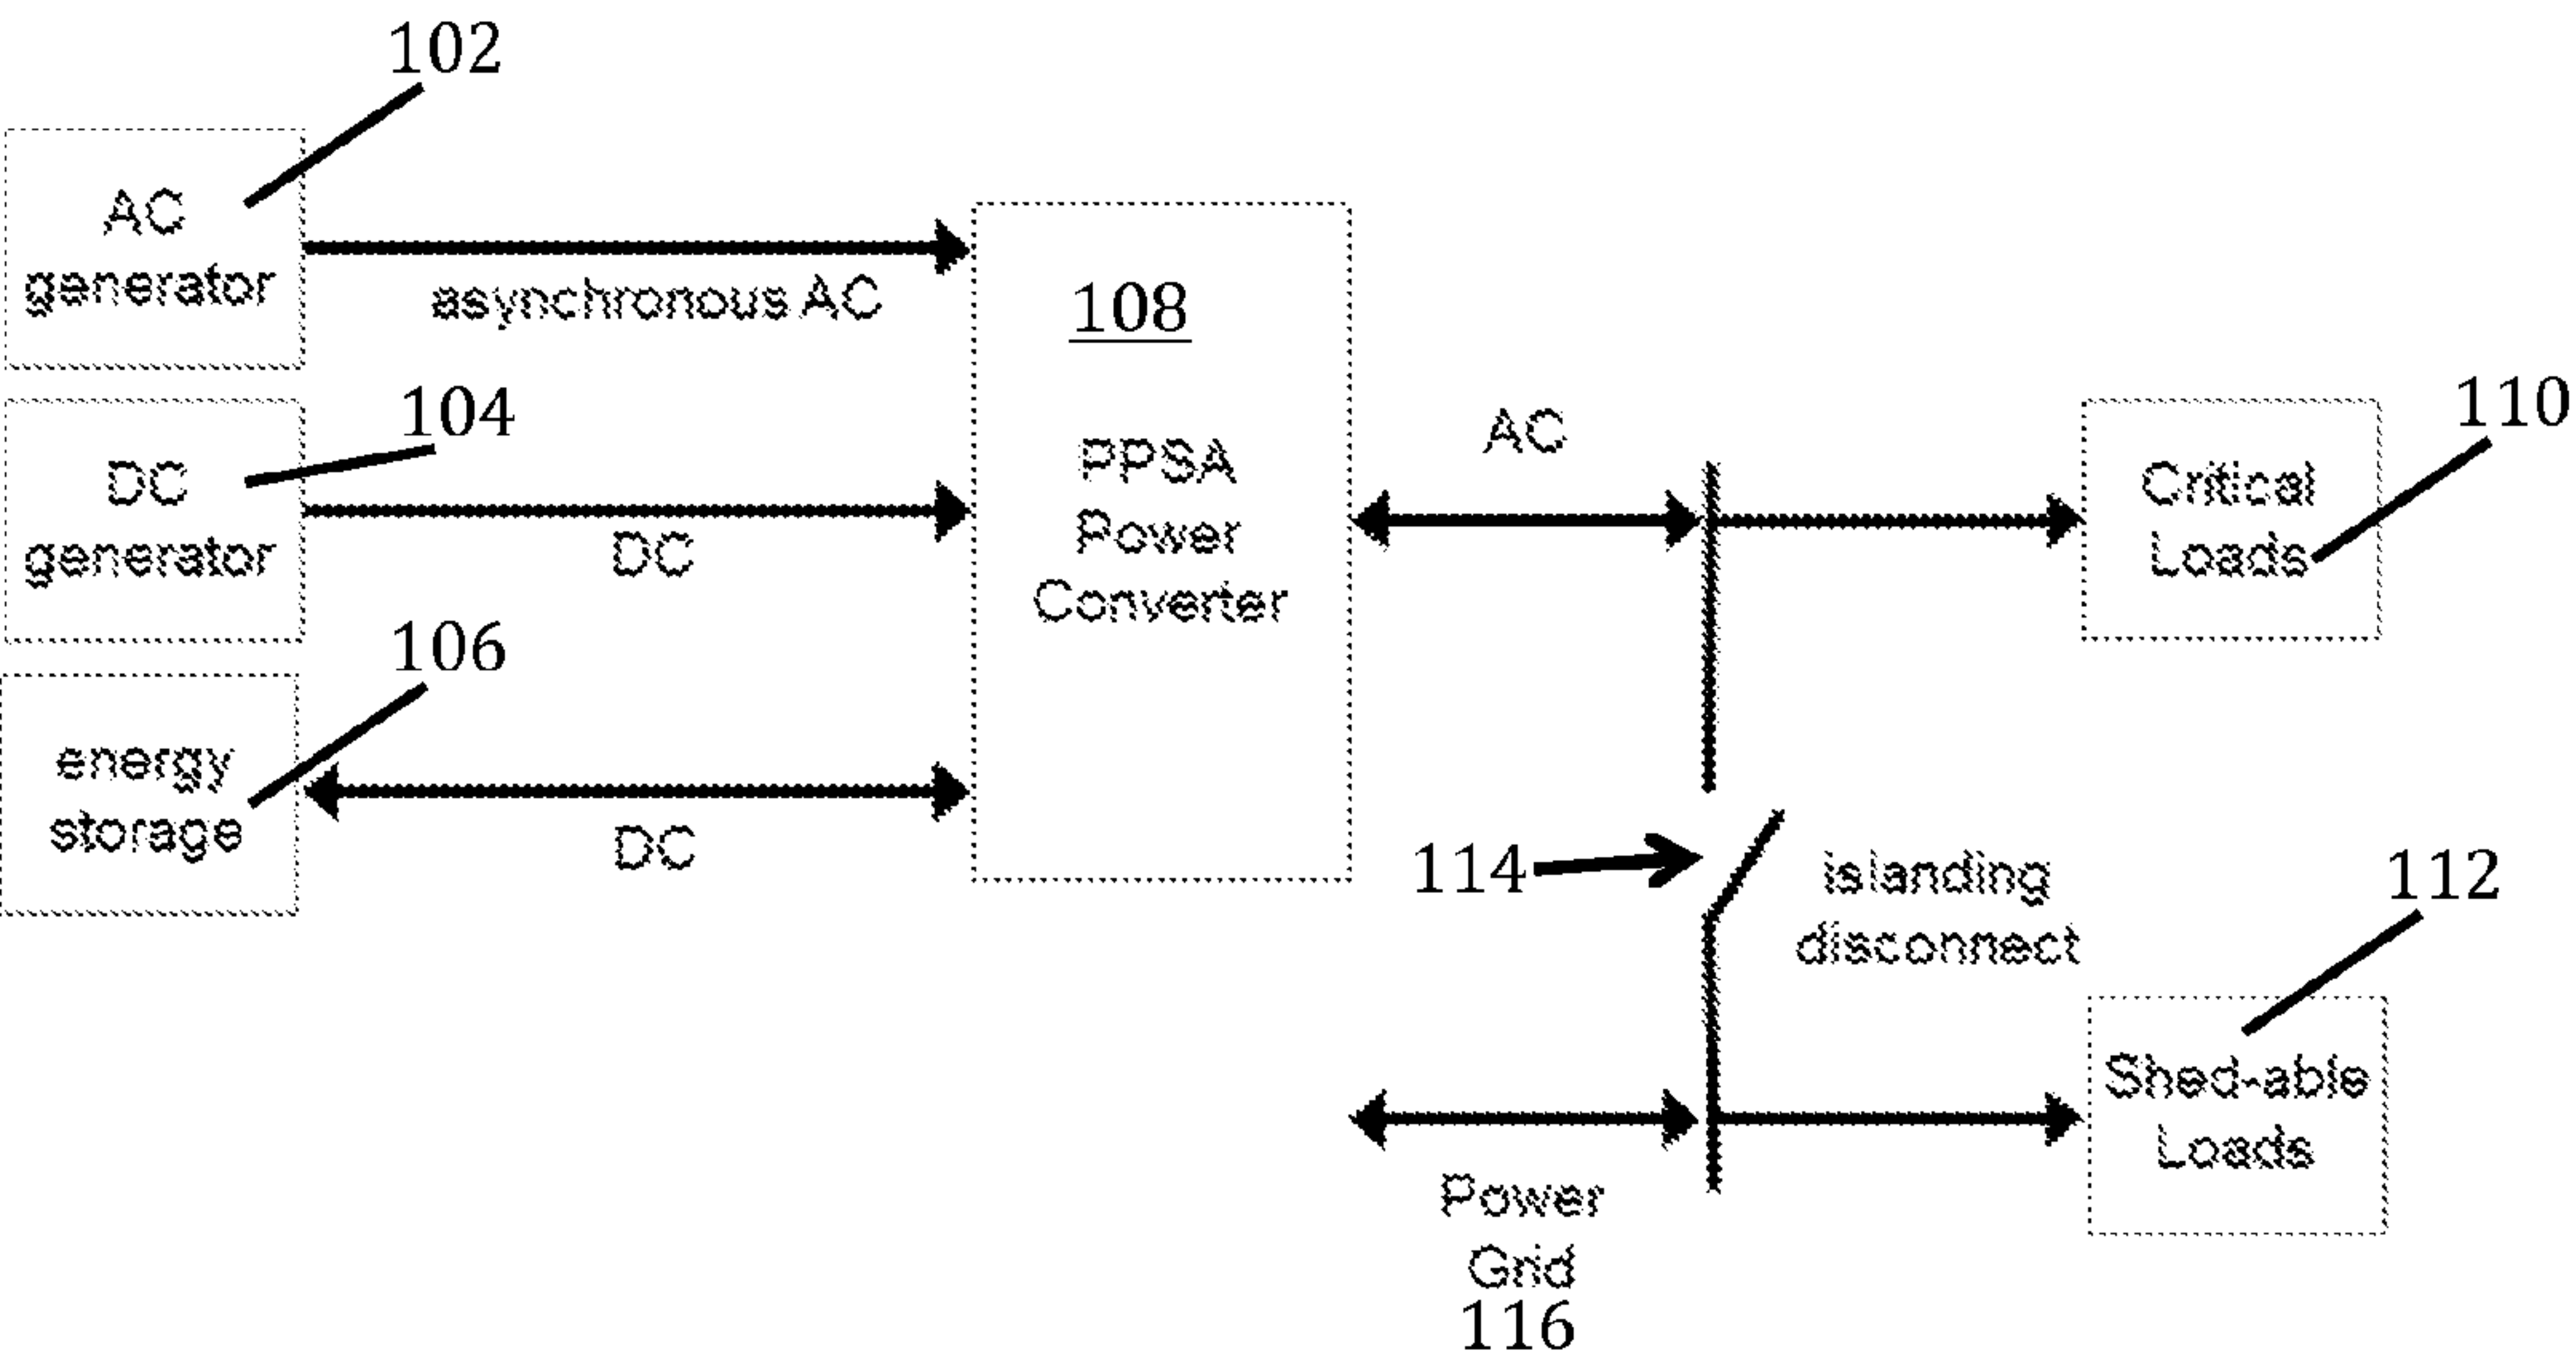 102
AC
generator
asynchronous AC
104
DC
generator
DC
106
energy
storage
DC
108
PPSA
Power
Converter
AC
110
Critical
Loads
114
islanding
disconnect
112
Shed-able
Loads
Power
Grid
116